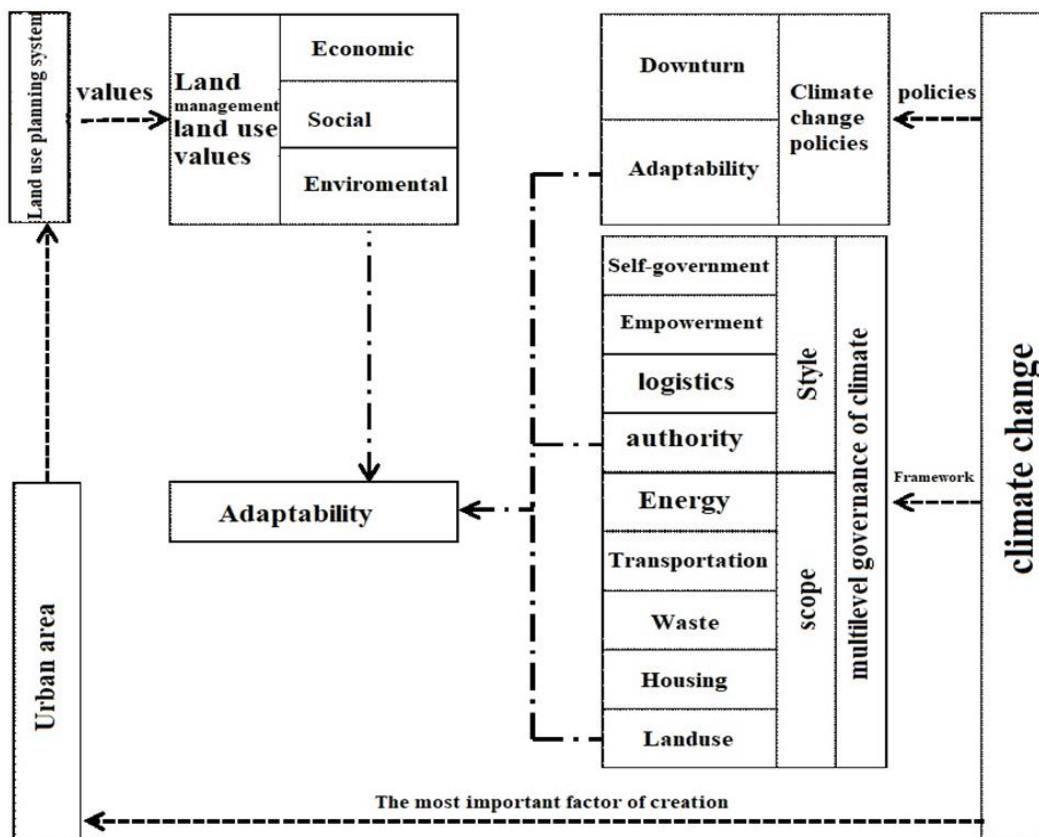 Land use planning system
values
Land
management
land use
values
Economic
Social
Enviromental
Downturn
Adaptability
Climate
change
policies
policies
Self-government
Empowerment
logistics
authority
Style
Energy
Transportation
Waste
Housing
Landuse
scope
multilevel governance of climate
Framework
climate change
Adaptability
Urban area
The most important factor of creation